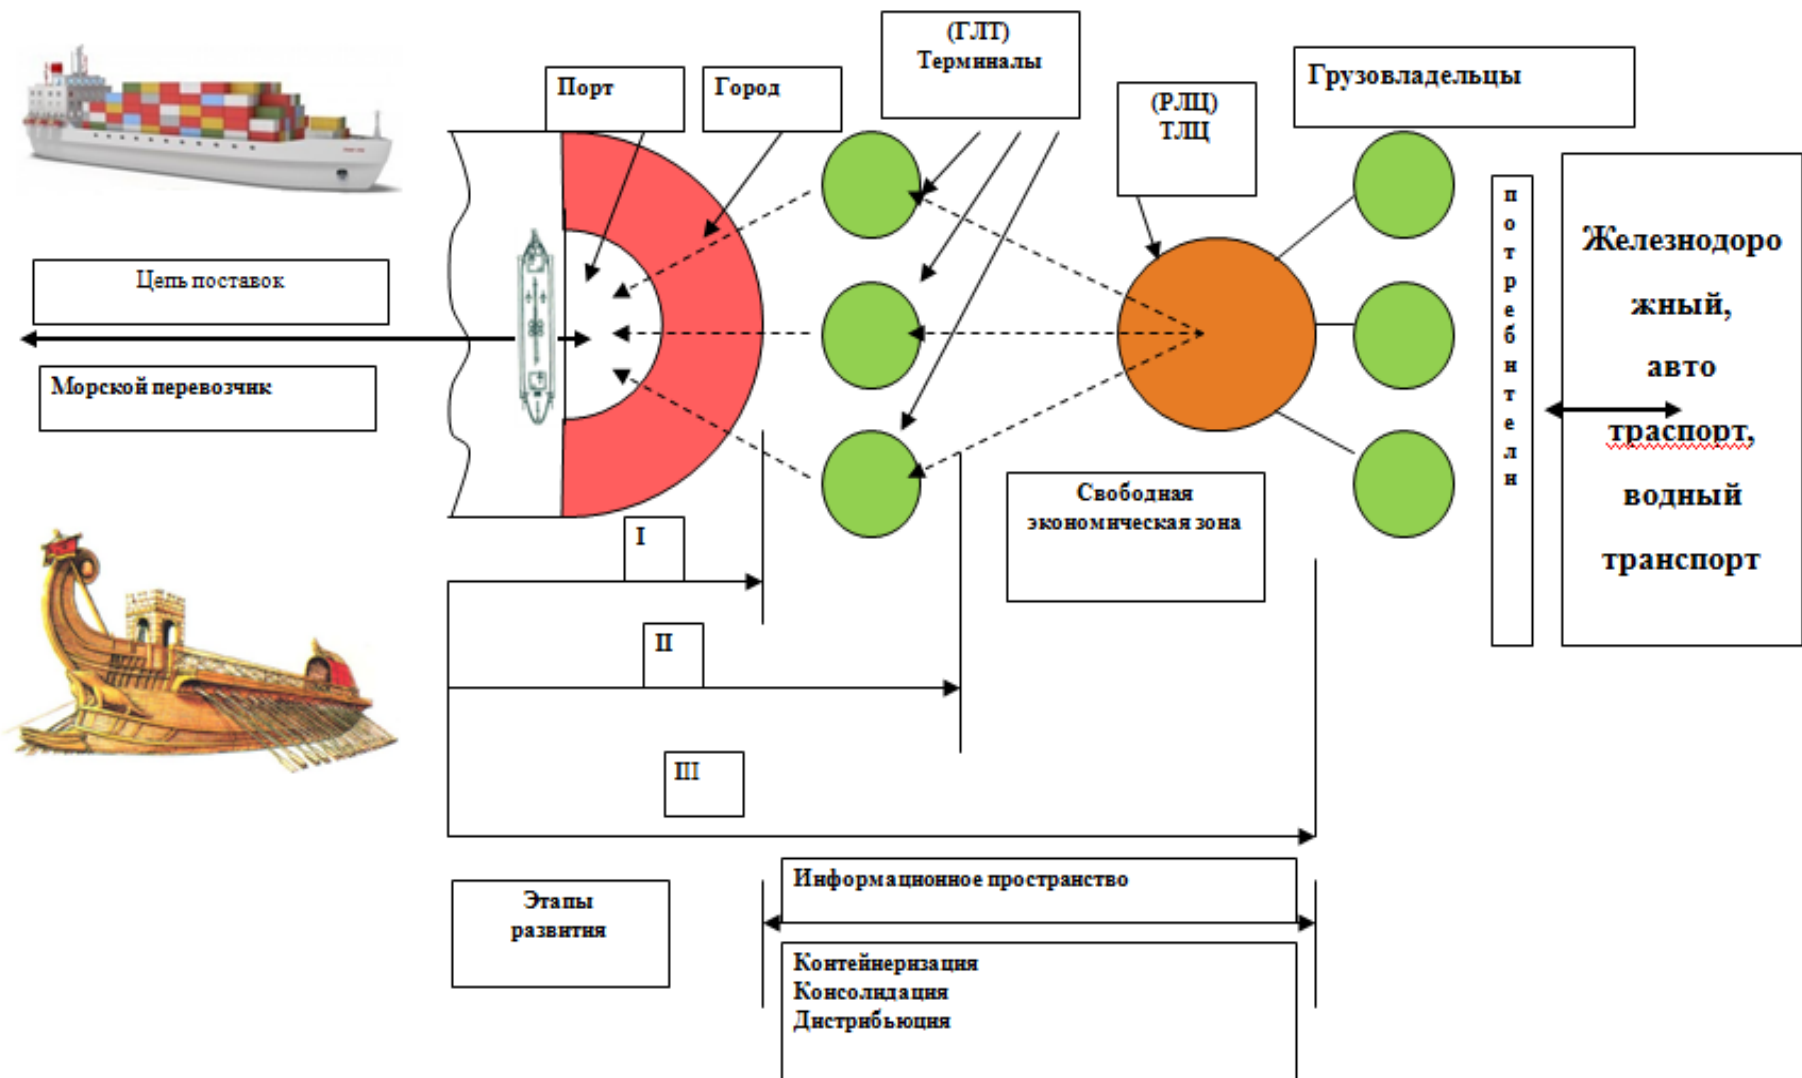 (ГЛТ)
Терминалы
Порт
Город
(РЛЦ)
ТЛЦ
Грузовладельцы
Цепь поставок
Морской перевозчик
потребители
Железнодоро
жный,
авто
траспорт,
водный
транспорт
Свободная
экономическая зона
I
II
III
Этапы
развития
Информационное пространство
Контейнеризация
Консолидация
Дистрибьюция